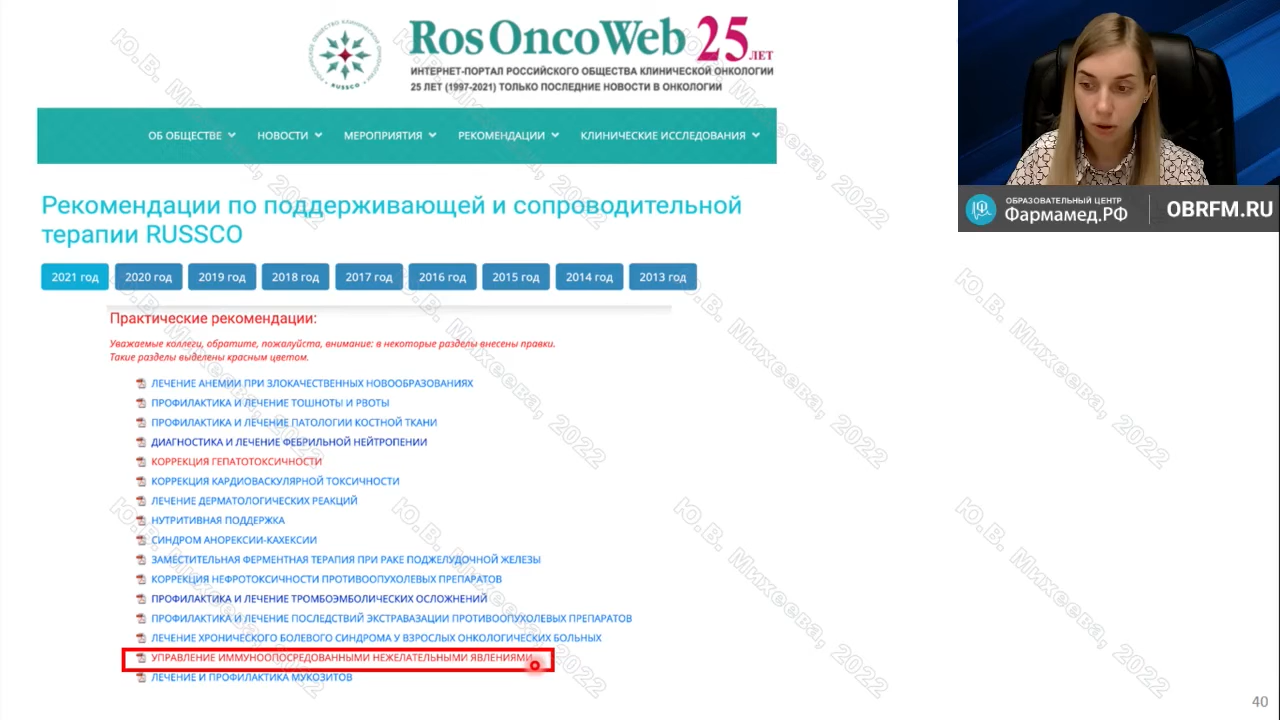 РОССИЙСКОЕ ОБЩЕСТВО КЛИНИЧЕСКОЙ ОНКОЛОГИИ
RUSSCO
RosOncoWeb 25 ЛЕТ
ИНТЕРНЕТ-ПОРТАЛ РОССИЙСКОГО ОБЩЕСТВА КЛИНИЧЕСКОЙ ОНКОЛОГИИ
25 ЛЕТ (1997-2021) ТОЛЬКО ПОСЛЕДНИЕ НОВОСТИ В ОНКОЛОГИИ
ОБ ОБЩЕСТВЕ НОВОСТИ МЕРОПРИЯТИЯ РЕКОМЕНДАЦИИ КЛИНИЧЕСКИЕ ИССЛЕДОВАНИЯ
ОБРАЗОВАТЕЛЬНЫЙ ЦЕНТР
Фармамед.РФ
OBRFM.RU
Рекомендации по поддерживающей и сопроводительной
терапии RUSSCO
2021 год 2020 год 2019 год 2018 год 2017 год 2016 год 2015 год 2014 год 2013 год
Практические рекомендации:
Уважаемые коллеги, обратите, пожалуйста, внимание: в некоторые разделы внесены правки.
Такие разделы выделены красным цветом.
ЛЕЧЕНИЕ АНЕМИИ ПРИ ЗЛОКАЧЕСТВЕННЫХ НОВООБРАЗОВАНИЯХ
ПРОФИЛАКТИКА И ЛЕЧЕНИЕ ТОШНОТЫ И РВОТЫ
ПРОФИЛАКТИКА И ЛЕЧЕНИЕ ПАТОЛОГИИ КОСТНОЙ ТКАНИ
ДИАГНОСТИКА И ЛЕЧЕНИЕ ФЕБРИЛЬНОЙ НЕЙТРОПЕНИИ
КОРРЕКЦИЯ ГЕПАТОТОКСИЧНОСТИ
КОРРЕКЦИЯ КАРДИОВАСКУЛЯРНОЙ ТОКСИЧНОСТИ
ЛЕЧЕНИЕ ДЕРМАТОЛОГИЧЕСКИХ РЕАКЦИЙ
НУТРИТИВНАЯ ПОДДЕРЖКА
СИНДРОМ АНОРЕКСИИ-КАХЕКСИИ
ЗАМЕСТИТЕЛЬНАЯ ФЕРМЕНТНАЯ ТЕРАПИЯ ПРИ РАКЕ ПОДЖЕЛУДОЧНОЙ ЖЕЛЕЗЫ
КОРРЕКЦИЯ НЕФРОТОКСИЧНОСТИ ПРОТИВООПУХОЛЕВЫХ ПРЕПАРАТОВ
ПРОФИЛАКТИКА И ЛЕЧЕНИЕ ТРОМБОЭМБОЛИЧЕСКИХ ОСЛОЖНЕНИЙ
ПРОФИЛАКТИКА И ЛЕЧЕНИЕ ПОСЛЕДСТВИЙ ЭКСТРАВАЗАЦИИ ПРОТИВООПУХОЛЕВЫХ ПРЕПАРАТОВ
ЛЕЧЕНИЕ ХРОНИЧЕСКОГО БОЛЕВОГО СИНДРОМА У ВЗРОСЛЫХ ОНКОЛОГИЧЕСКИХ БОЛЬНЫХ
УПРАВЛЕНИЕ ИММУНООПОСРЕДОВАННЫМИ НЕЖЕЛАТЕЛЬНЫМИ ЯВЛЕНИЯМИ
ЛЕЧЕНИЕ И ПРОФИЛАКТИКА МУКОЗИТОВ
Ю.В. Михеева, 2022
40